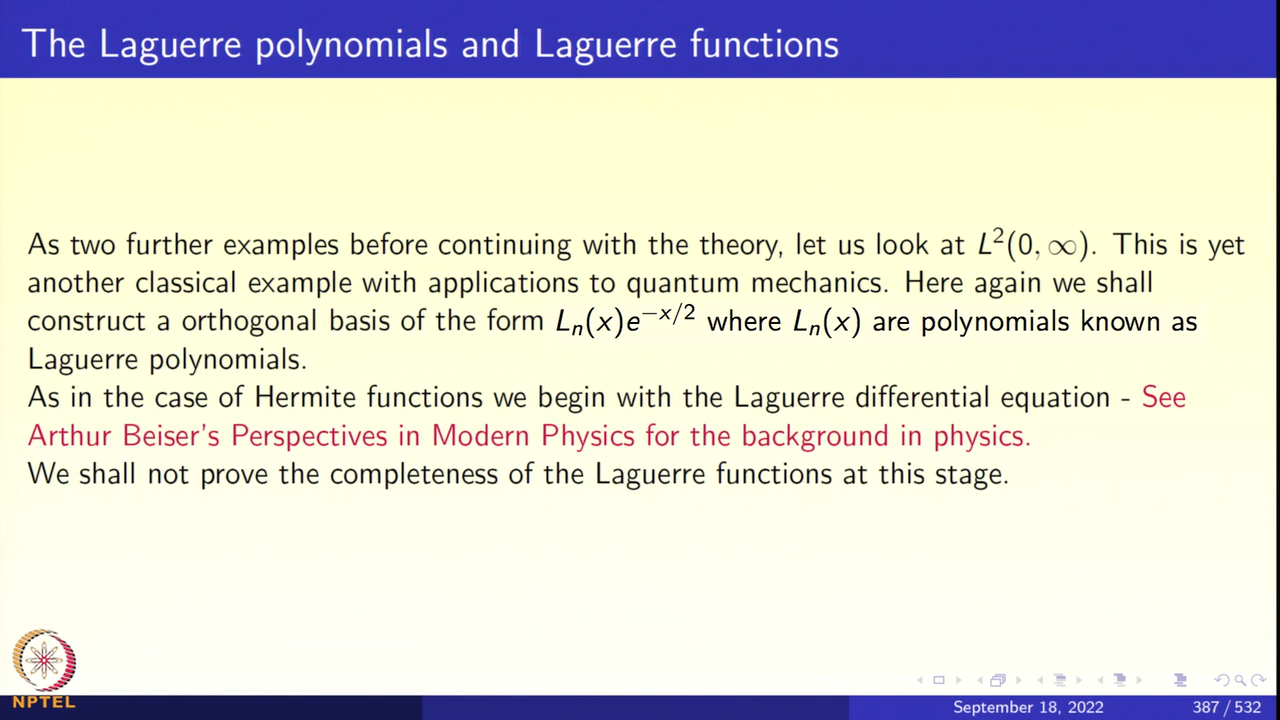 The Laguerre polynomials and Laguerre functions
As two further examples before continuing with the theory, let us look at L²(0, ∞). This is yet
another classical example with applications to quantum mechanics. Here again we shall
construct a orthogonal basis of the form Lₙ(x)e^{−x/2} where Lₙ(x) are polynomials known as
Laguerre polynomials.
As in the case of Hermite functions we begin with the Laguerre differential equation - See
Arthur Beiser's Perspectives in Modern Physics for the background in physics.
We shall not prove the completeness of the Laguerre functions at this stage.
NPTEL
September 18, 2022 387 / 532